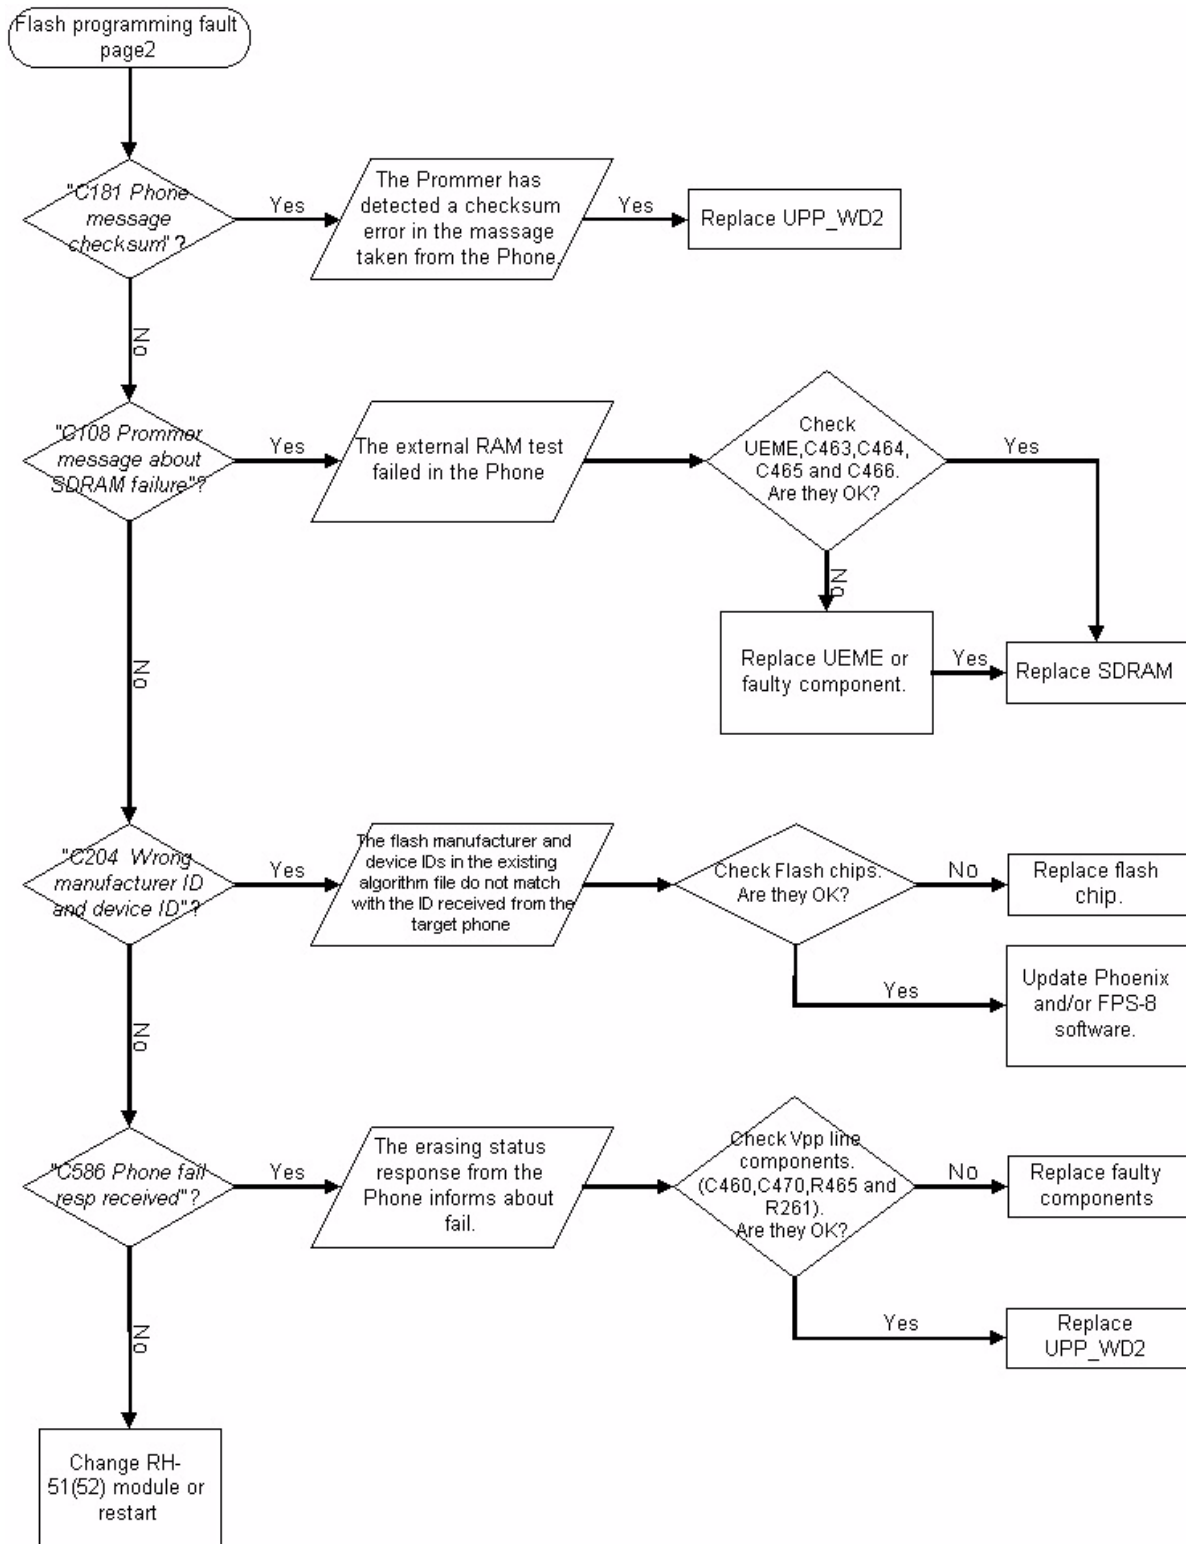 Flash programming fault
page2
"C181 Phone
message
checksum"?
Yes
The Prommer has
detected a checksum
error in the massage
taken from the Phone.
Yes
Replace UPP_WD2
No
"C108 Prommer
message about
SDRAM failure"?
Yes
The external RAM test
failed in the Phone
Check
UEME,C463,C464,
C465 and C466.
Are they OK?
Yes
No
Replace UEME or
faulty component.
Yes
Replace SDRAM
No
"C204 Wrong
manufacturer ID
and device ID"?
Yes
The flash manufacturer and
device IDs in the existing
algorithm file do not match
with the ID received from the
target phone
Check Flash chips.
Are they OK?
No
Replace flash
chip.
Yes
Update Phoenix
and/or FPS-8
software.
No
"C586 Phone fail
resp received"?
Yes
The erasing status
response from the
Phone informs about
fail.
Check Vpp line
components.
(C460,C470,R465 and
R261).
Are they OK?
No
Replace faulty
components
Yes
Replace
UPP_WD2
No
Change RH-
51(52) module or
restart